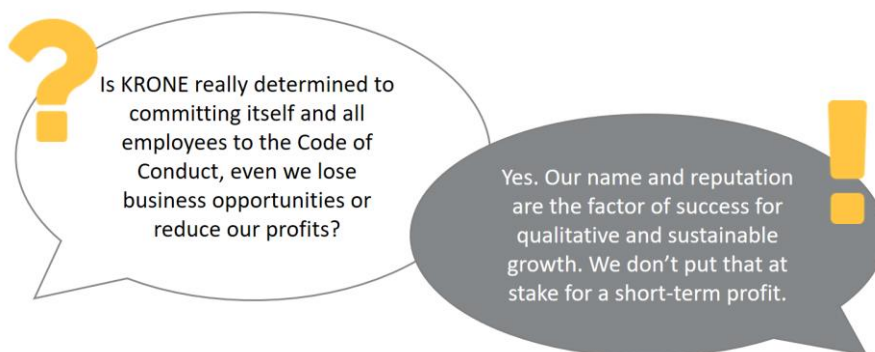 ?
Is KRONE really determined to
committing itself and all
employees to the Code of
Conduct, even we lose
business opportunities or
reduce our profits?
!
Yes. Our name and reputation
are the factor of success for
qualitative and sustainable
growth. We don’t put that at
stake for a short-term profit.